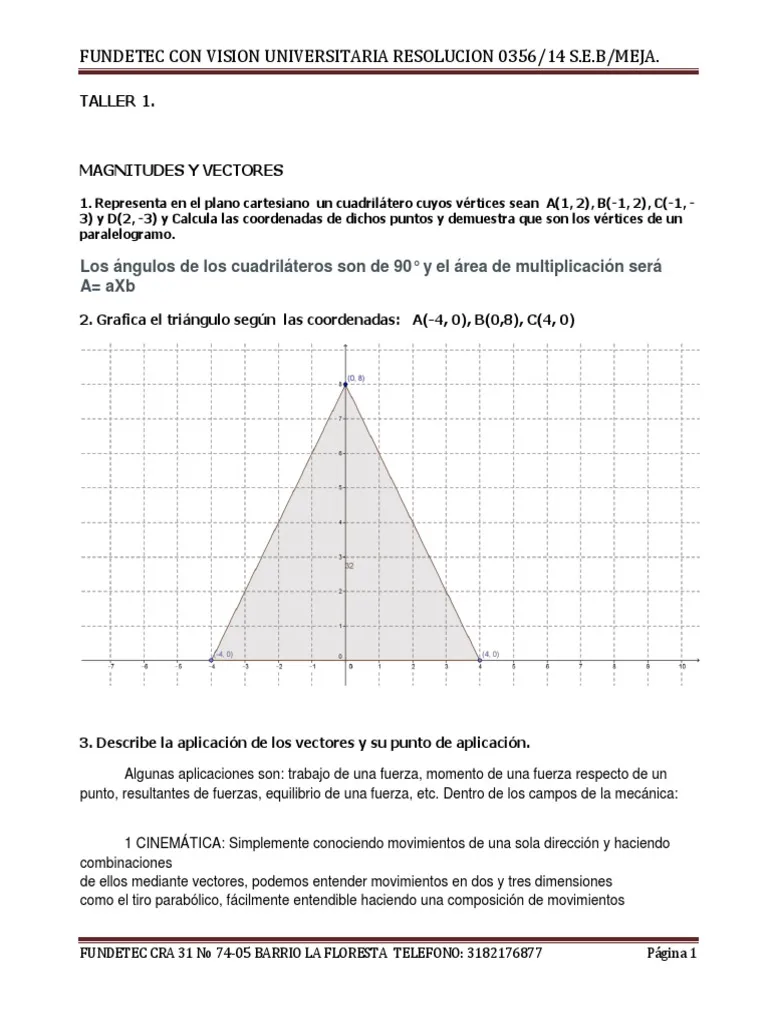 FUNDETEC CON VISION UNIVERSITARIA RESOLUCION 0356/14 S.E.B/MEJA.
TALLER 1.
MAGNITUDES Y VECTORES
1. Representa en el plano cartesiano un cuadrilátero cuyos vértices sean A(1, 2), B(-1, 2), C(-1, -
3) y D(2, -3) y Calcula las coordenadas de dichos puntos y demuestra que son los vértices de un
paralelogramo.
Los ángulos de los cuadriláteros son de 90° y el área de multiplicación será
A= aXb
2. Grafica el triángulo según las coordenadas: A(-4, 0), B(0,8), C(4, 0)
(0, 8)
8
7
6
5
4
3
32
2
1
0
(-4, 0)
(4, 0)
-7 -6 -5 -4 -3 -2 -1 0 1 2 3 4 5 6 7 8 9 10
3. Describe la aplicación de los vectores y su punto de aplicación.
Algunas aplicaciones son: trabajo de una fuerza, momento de una fuerza respecto de un
punto, resultantes de fuerzas, equilibrio de una fuerza, etc. Dentro de los campos de la mecánica:
1 CINEMÁTICA: Simplemente conociendo movimientos de una sola dirección y haciendo
combinaciones
de ellos mediante vectores, podemos entender movimientos en dos y tres dimensiones
como el tiro parabólico, fácilmente entendible haciendo una composición de movimientos
FUNDETEC CRA 31 No 74-05 BARRIO LA FLORESTA TELEFONO: 3182176877 Página 1